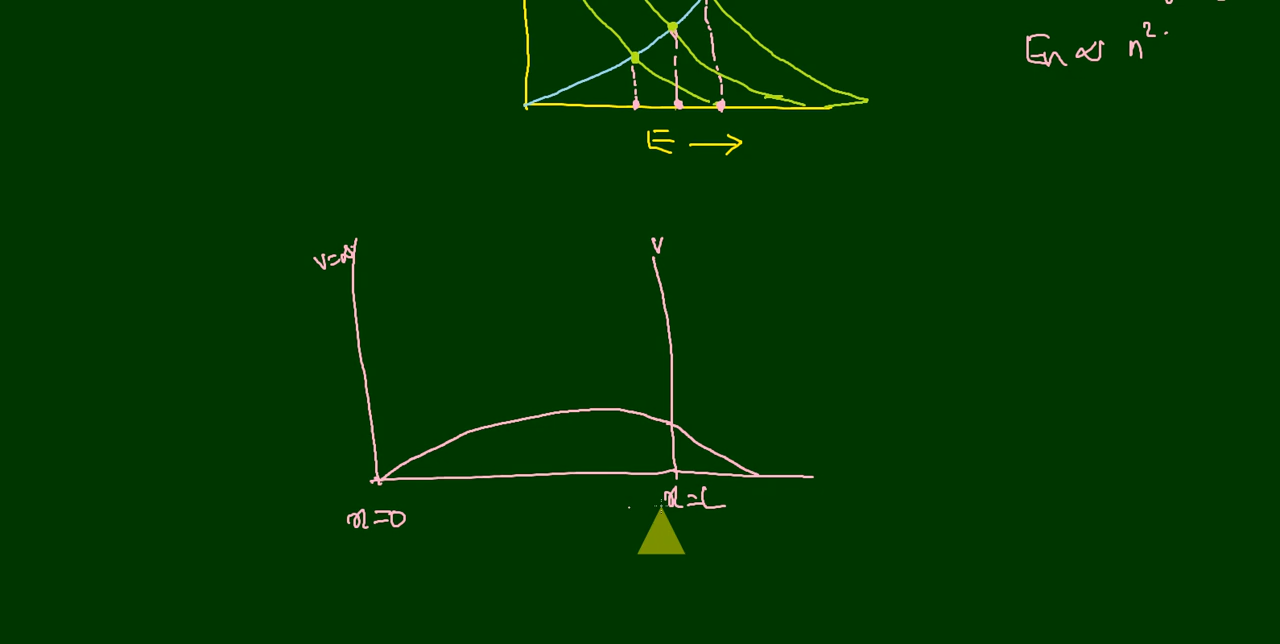 En ∝ n².
E →
V=∞
V
x=0
x=L